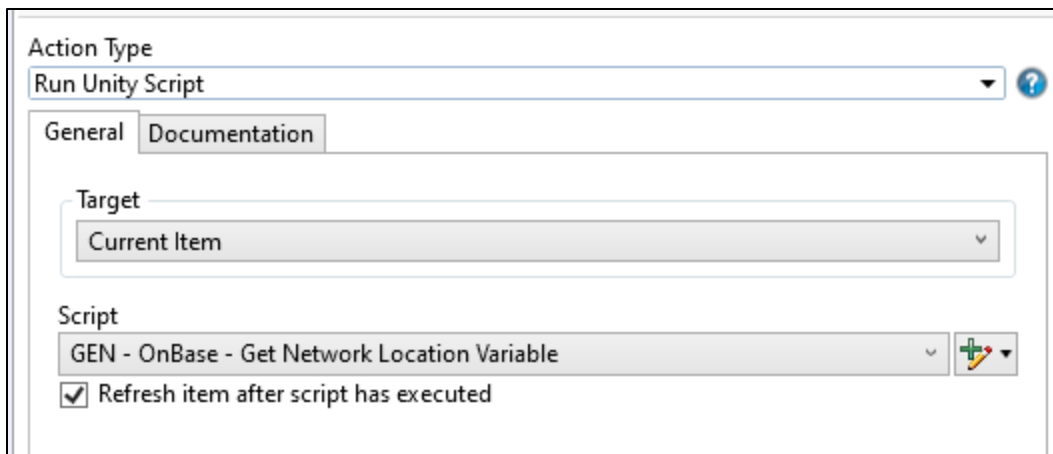 Action Type
Run Unity Script
?
General Documentation
Target
Current Item
Script
GEN - OnBase - Get Network Location Variable
Refresh item after script has executed